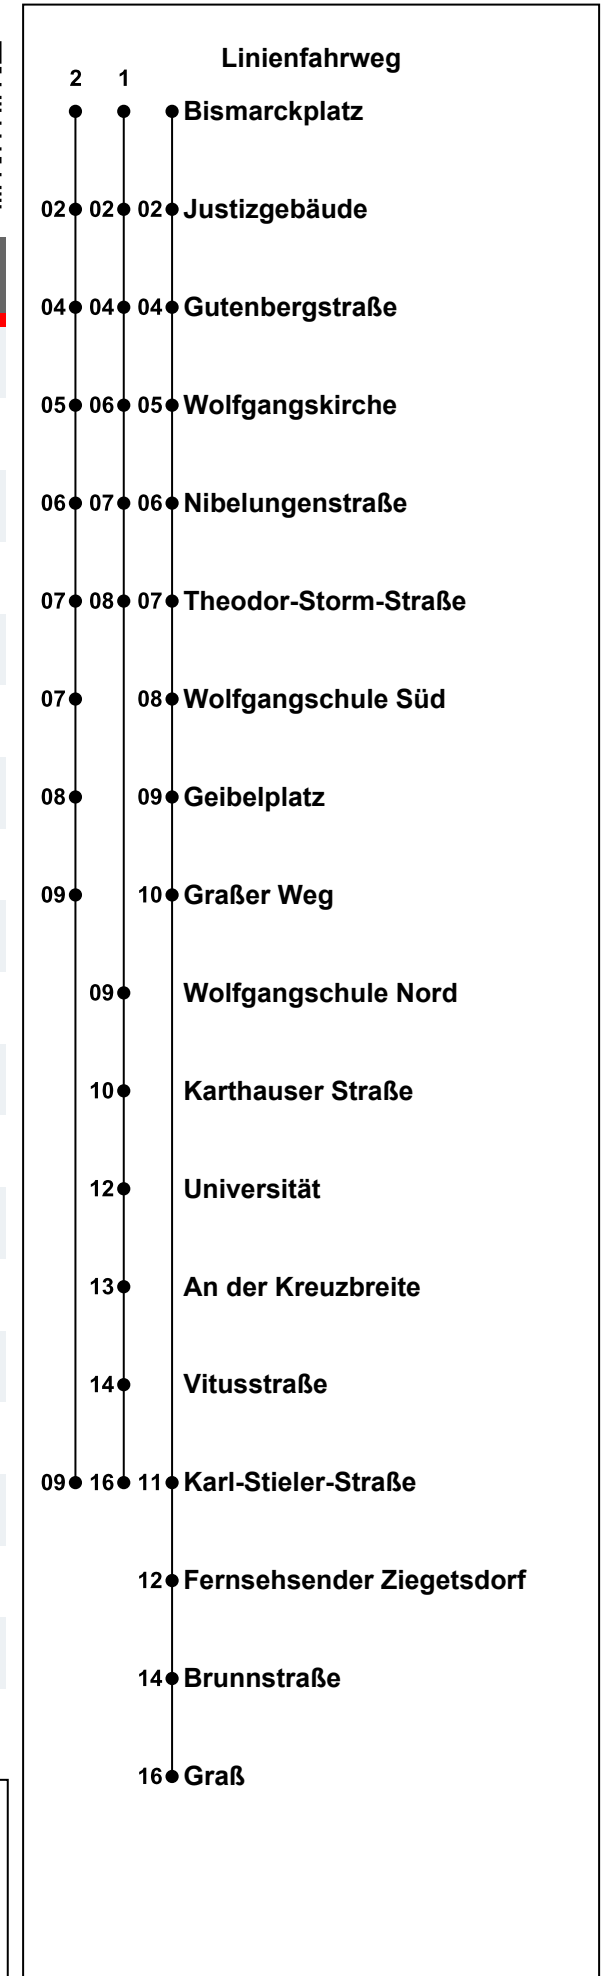 Linienfahrweg
2 1
Bismarckplatz
02 02 02 Justizgebäude
04 04 04 Gutenbergstraße
05 06 05 Wolfgangskirche
06 07 06 Nibelungenstraße
07 08 07 Theodor-Storm-Straße
07 08 Wolfgangschule Süd
08 09 Geibelplatz
09 10 Graßer Weg
09 Wolfgangschule Nord
10 Karthauser Straße
12 Universität
13 An der Kreuzbreite
14 Vitusstraße
09 16 11 Karl-Stieler-Straße
12 Fernsehsender Ziegetsdorf
14 Brunnstraße
16 Graß